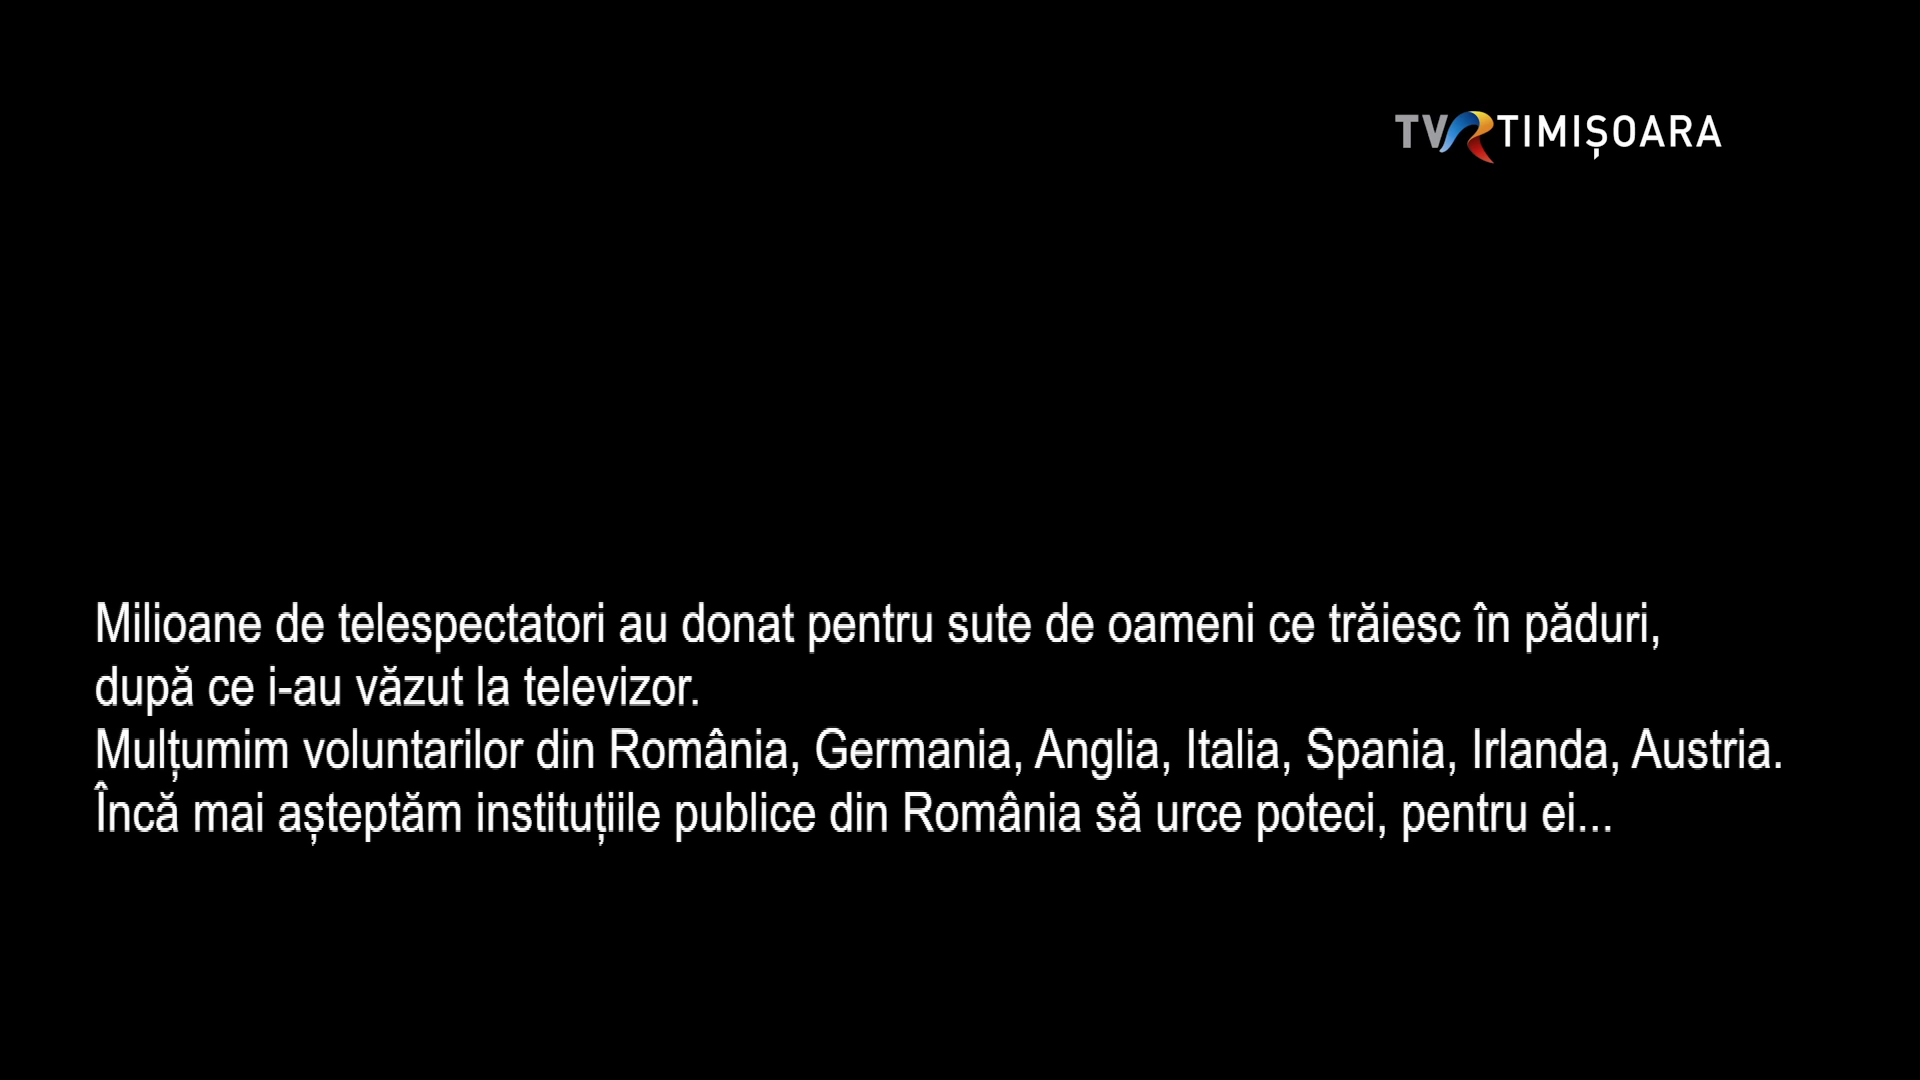 TVR TIMIȘOARA
Milioane de telespectatori au donat pentru sute de oameni ce trăiesc în păduri,
după ce i-au văzut la televizor.
Mulțumim voluntarilor din România, Germania, Anglia, Italia, Spania, Irlanda, Austria.
Încă mai așteptăm instituțiile publice din România să urce poteci, pentru ei...